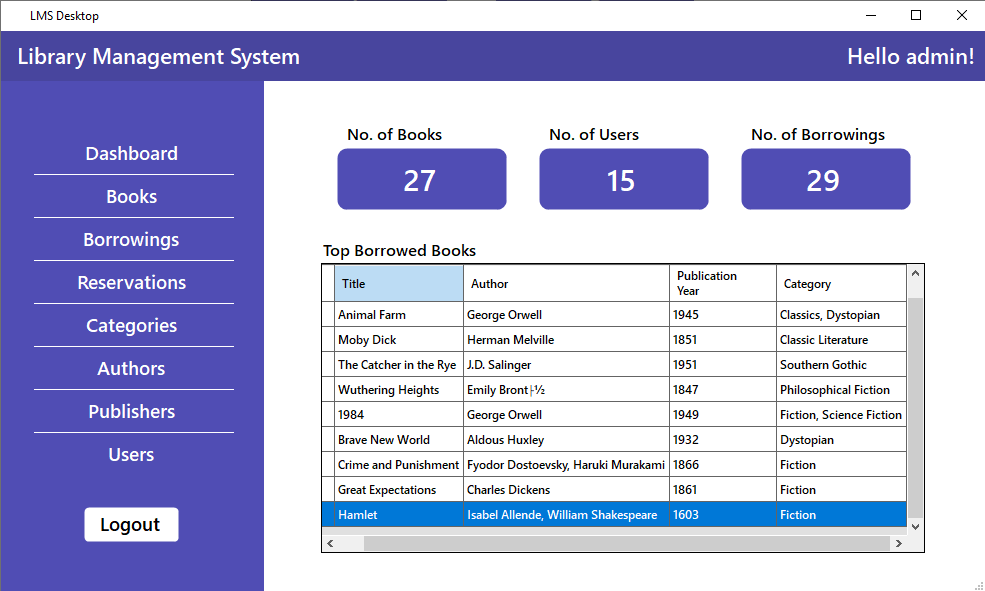 LMS Desktop
Library Management System
Hello admin!
Dashboard
Books
Borrowings
Reservations
Categories
Authors
Publishers
Users
Logout
No. of Books
27
No. of Users
15
No. of Borrowings
29
Top Borrowed Books
Title Author Publication Year Category
Animal Farm George Orwell 1945 Classics, Dystopian
Moby Dick Herman Melville 1851 Classic Literature
The Catcher in the Rye J.D. Salinger 1951 Southern Gothic
Wuthering Heights Emily Bront├½ 1847 Philosophical Fiction
1984 George Orwell 1949 Fiction, Science Fiction
Brave New World Aldous Huxley 1932 Dystopian
Crime and Punishment Fyodor Dostoevsky, Haruki Murakami 1866 Fiction
Great Expectations Charles Dickens 1861 Fiction
Hamlet Isabel Allende, William Shakespeare 1603 Fiction